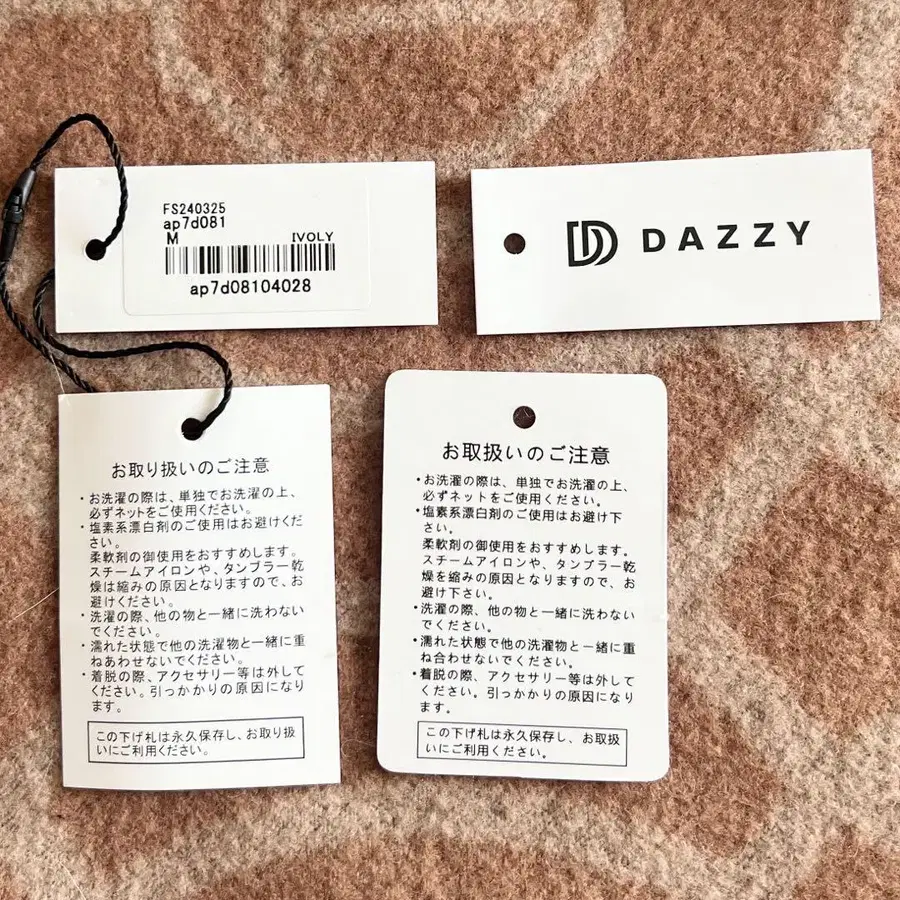 FS240325
ap7d081
M IVOLY
ap7d08104028
DAZZY
お取り扱いのご注意
・お洗濯の際は、単独でお洗濯の上、
必ずネットをご使用ください。
・塩素系漂白剤のご使用はお避けくだ
さい。
柔軟剤の御使用をおすすめします。
スチームアイロンや、タンブラー乾
燥は縮みの原因となりますので、お
避けください。
・洗濯の際、他の物と一緒に洗わない
でください。
・濡れた状態で他の洗濯物と一緒に重
ねあわせないでください。
・着脱の際、アクセサリー等は外して
ください。引っかかりの原因になり
ます。
この下げ札は永久保存し、お取り扱
いにご利用ください。
お取扱いのご注意
・お洗濯の際は、単独でお洗濯の上、
必ずネットをご使用ください。
・塩素系漂白剤のご使用はお避け下
さい。
柔軟剤の御使用をおすすめします。
スチームアイロンや、タンブラー乾
燥を縮みの原因となりますので、お
避け下さい。
・洗濯の際、他の物と一緒に洗わない
でください。
・濡れた状態で他の洗濯物と一緒に重
ね合わせないでください。
・着脱の際、アクセサリー等は外して
ください。引っかかりの原因になり
ます。
この下げ札は永久保存し、お取扱
いにご利用ください。